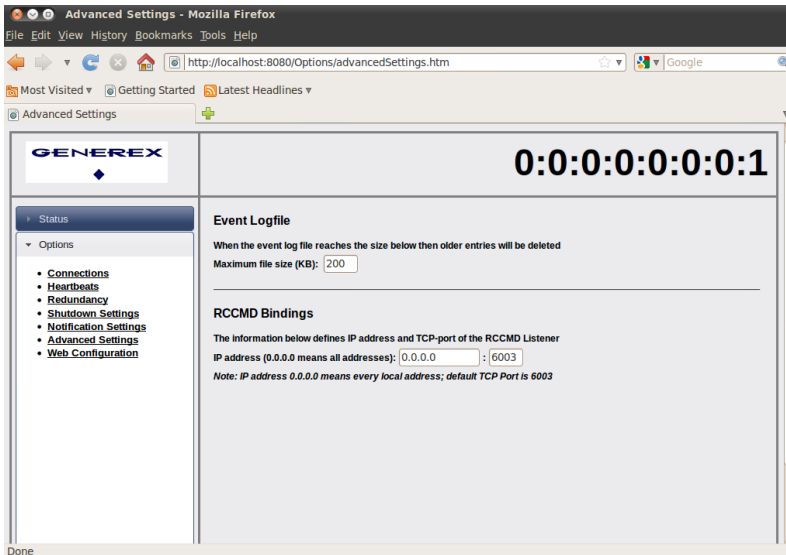 Advanced Settings - Mozilla Firefox
File Edit View History Bookmarks Tools Help
http://localhost:8080/Options/advancedSettings.htm
Google
Most Visited
Getting Started
Latest Headlines
Advanced Settings
GENEREX
0:0:0:0:0:0:0:1
Status
Options
Connections
Heartbeats
Redundancy
Shutdown Settings
Notification Settings
Advanced Settings
Web Configuration
Event Logfile
When the event log file reaches the size below then older entries will be deleted
Maximum file size (KB): 200
RCCMD Bindings
The information below defines IP address and TCP-port of the RCCMD Listener
IP address (0.0.0.0 means all addresses): 0.0.0.0 : 6003
Note: IP address 0.0.0.0 means every local address; default TCP Port is 6003
Done